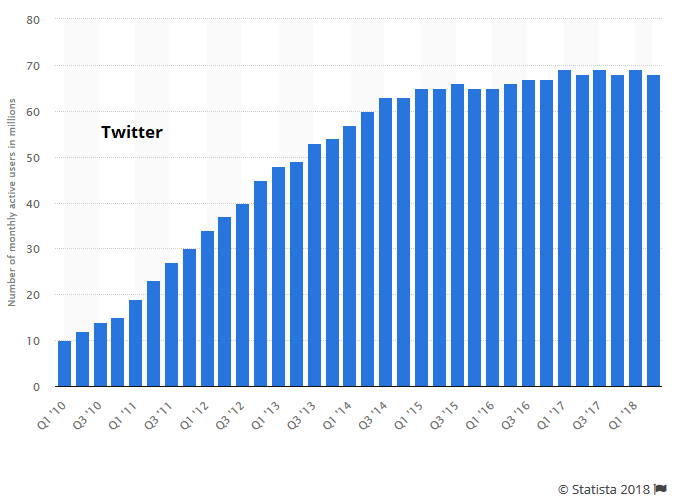 80
70
60
50
40
30
20
10
0
Number of monthly active users in millions
Twitter
Q1 '10
Q3 '10
Q1 '11
Q3 '11
Q1 '12
Q3 '12
Q1 '13
Q3 '13
Q1 '14
Q3 '14
Q1 '15
Q3 '15
Q1 '16
Q3 '16
Q1 '17
Q3 '17
Q1 '18
© Statista 2018